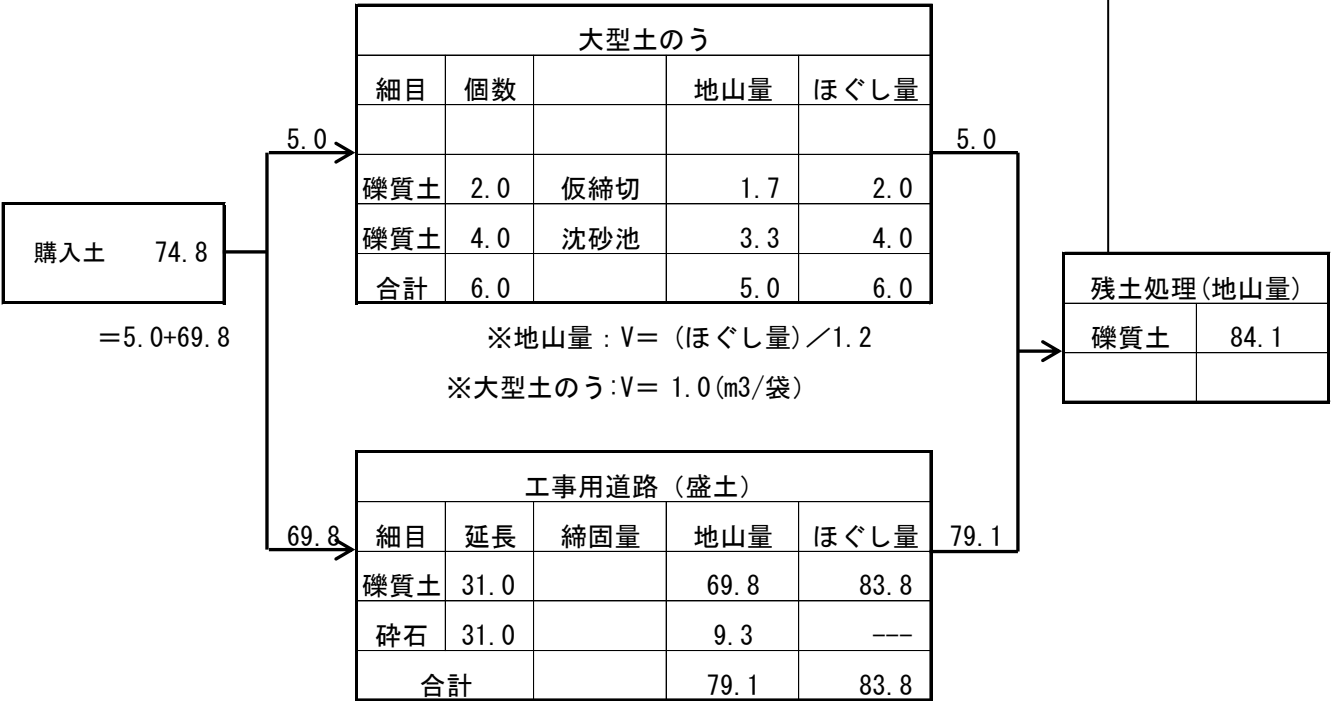 大型土のう
細目 個数 地山量 ほぐし量
5.0 5.0
礫質土 2.0 仮締切 1.7 2.0
購入土 74.8
礫質土 4.0 沈砂池 3.3 4.0
合計 6.0 5.0 6.0
残土処理(地山量)
=5.0+69.8
※地山量:V= (ほぐし量)/1.2
礫質土 84.1
※大型土のう:V= 1.0(m3/袋)
工事用道路(盛土)
69.8 細目 延長 締固量 地山量 ほぐし量 79.1
礫質土 31.0 69.8 83.8
砕石 31.0 9.3 ---
合計 79.1 83.8